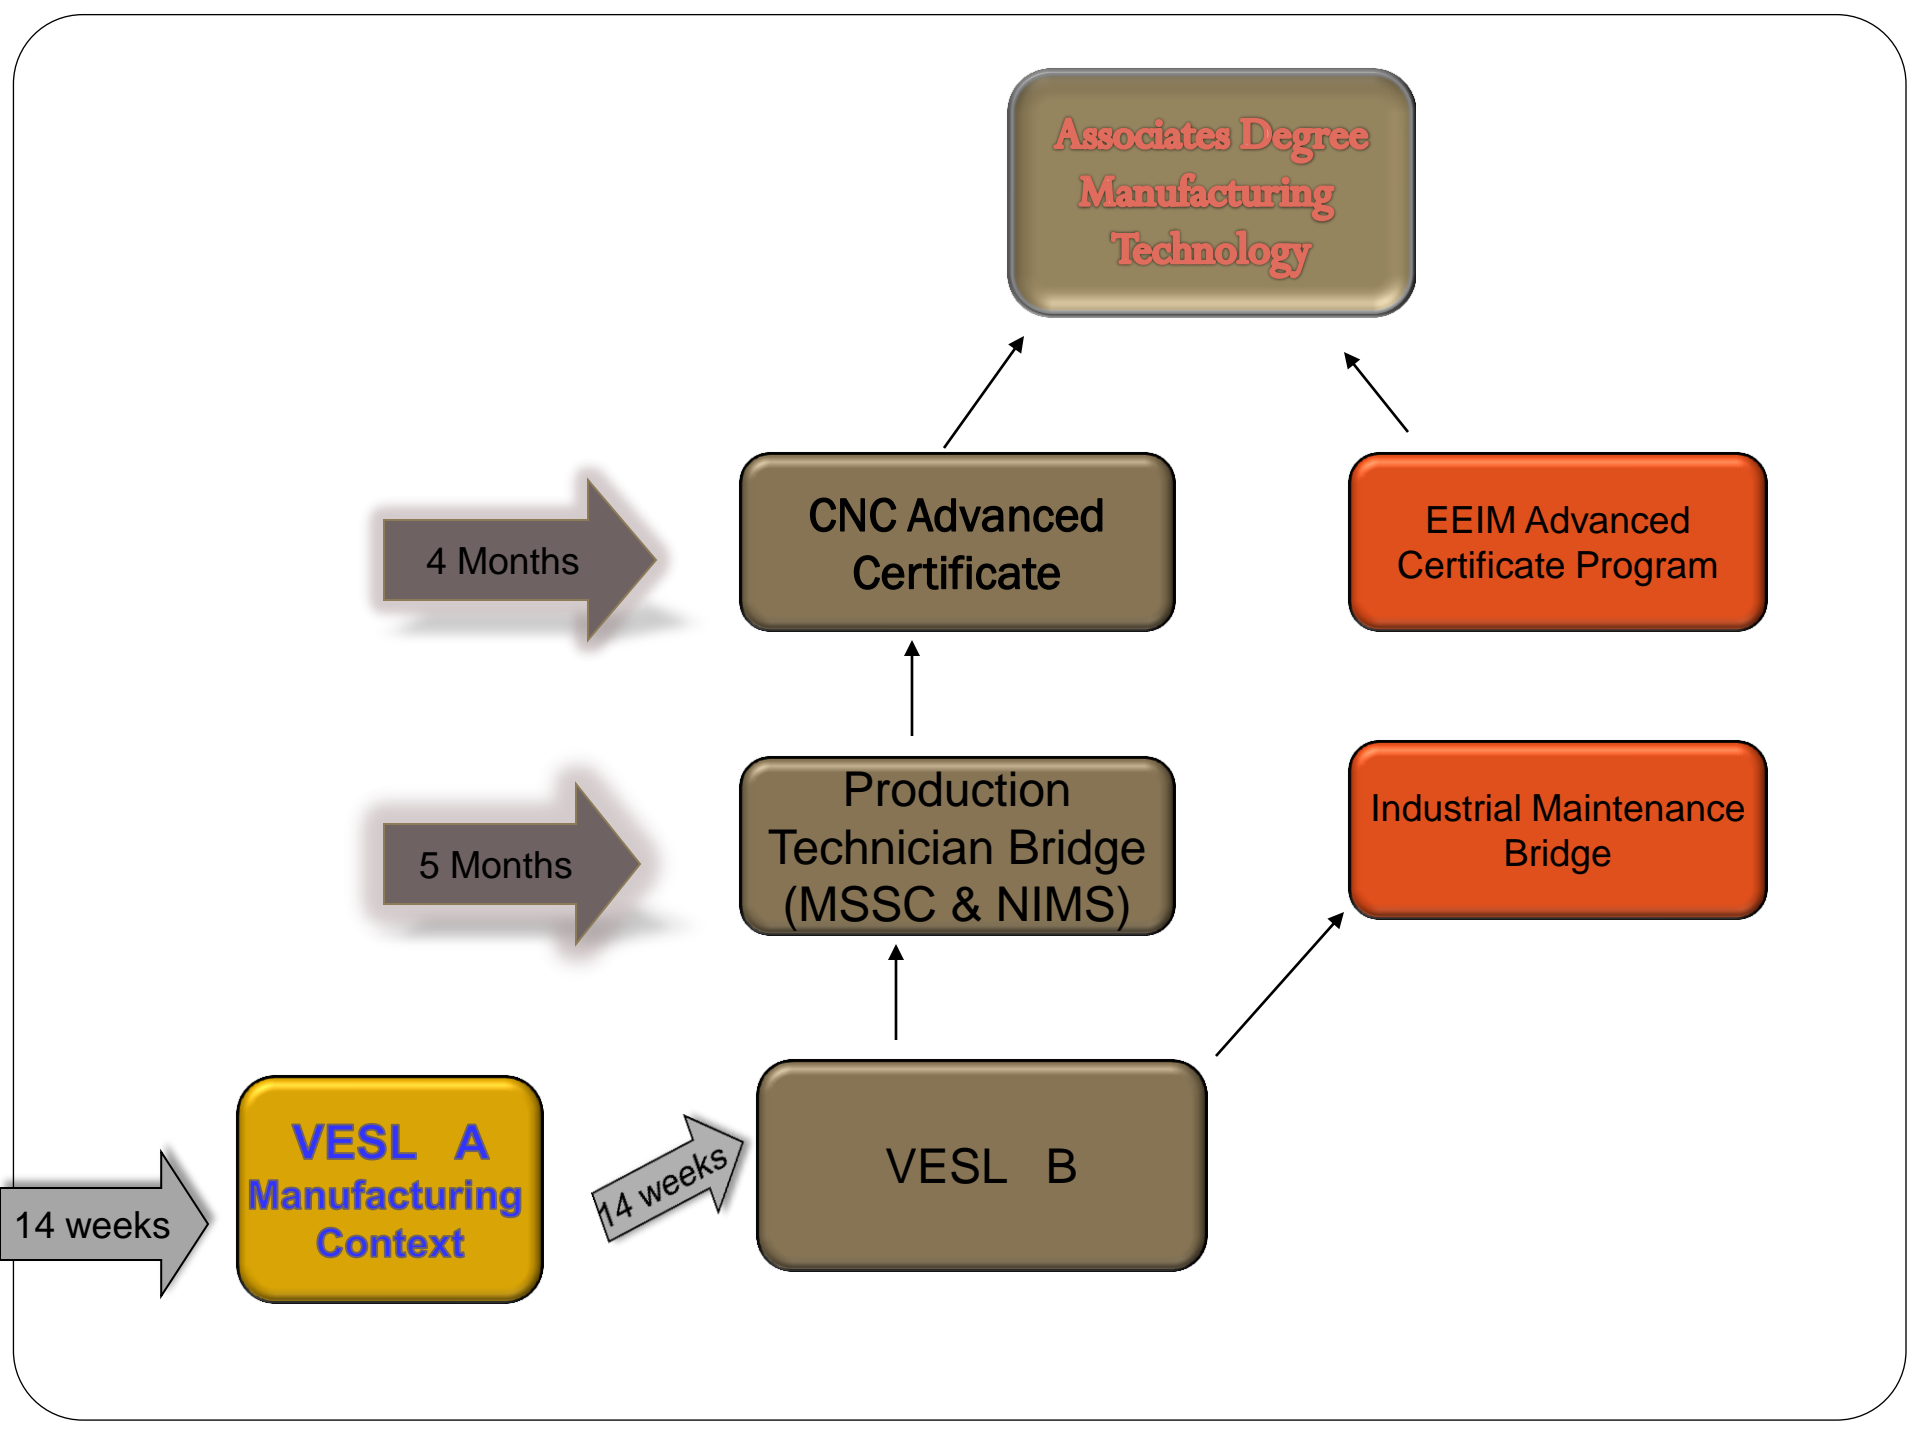 Associates Degree
Manufacturing
Technology
4 Months
CNC Advanced
Certificate
EEIM Advanced
Certificate Program
5 Months
Production
Technician Bridge
(MSSC & NIMS)
Industrial Maintenance
Bridge
14 weeks
VESL A
Manufacturing
Context
14 weeks
VESL B